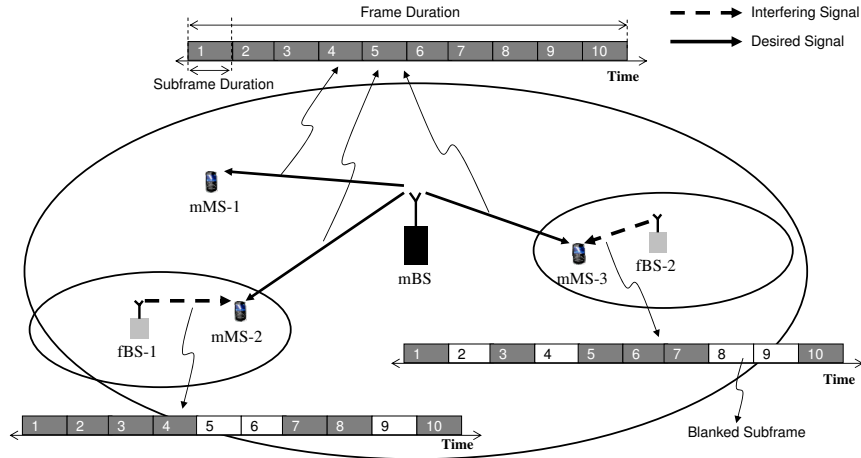 Frame Duration
Interfering Signal
Desired Signal
1 2 3 4 5 6 7 8 9 10
Time
Subframe Duration
mMS-1
mBS
mMS-3
fBS-2
fBS-1
mMS-2
1 2 3 4 5 6 7 8 9 10
Time
1 2 3 4 5 6 7 8 9 10
Time
Blanked Subframe